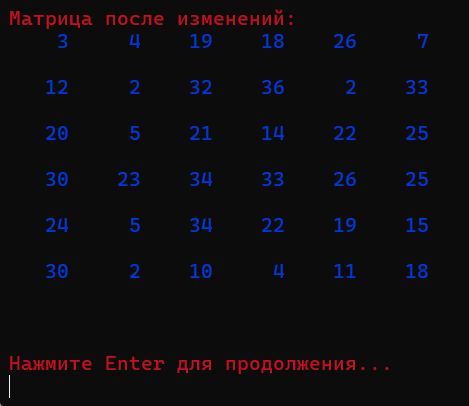 Матрица после изменений:
3 4 19 18 26 7
12 2 32 36 2 33
20 5 21 14 22 25
30 23 34 33 26 25
24 5 34 22 19 15
30 2 10 4 11 18
Нажмите Enter для продолжения...